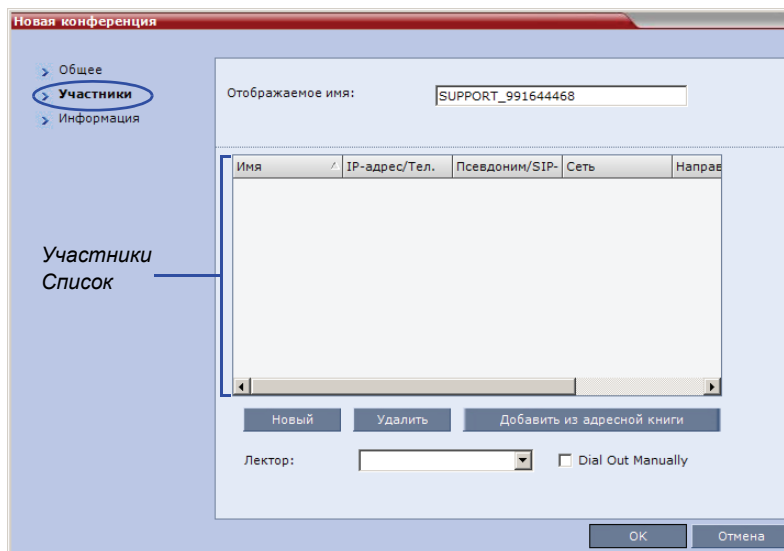 Новая конференция
Общее
Участники
Информация
Отображаемое имя: SUPPORT_991644468
Имя IP-адрес/Тел. Псевдоним/SIP- Сеть Направ
Участники
Список
Новый Удалить Добавить из адресной книги
Лектор: Dial Out Manually
OK Отмена